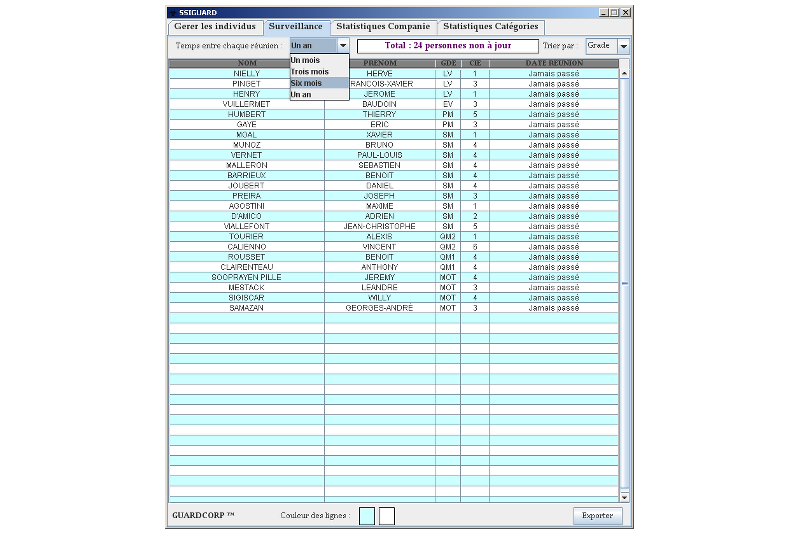 SSIGUARD
Gerer les individus Surveillance Statistiques Companie Statistiques Catégories
Temps entre chaque réunion : Un an Total : 24 personnes non à jour Trier par : Grade
Un mois
Trois mois
Six mois
Un an
NOM PRENOM GDE CIE DATE REUNION
NIELLY HERVE LV 1 Jamais passé
PINGET RANCOIS-XAVIER LV 3 Jamais passé
HENRY JEROME LV 1 Jamais passé
VUILLERMET BAUDOIN EV 3 Jamais passé
HUMBERT THIERRY PM 5 Jamais passé
GAYE ERIC PM 3 Jamais passé
MOAL XAVIER SM 1 Jamais passé
MUNOZ BRUNO SM 4 Jamais passé
VERNET PAUL-LOUIS SM 4 Jamais passé
MALLERON SEBASTIEN SM 4 Jamais passé
BARRIEUX BENOIT SM 4 Jamais passé
JOUBERT DANIEL SM 4 Jamais passé
PREIRA JOSEPH SM 3 Jamais passé
AGOSTINI MAXIME SM 1 Jamais passé
D'AMICO ADRIEN SM 2 Jamais passé
VIALLEFONT JEAN-CHRISTOPHE SM 5 Jamais passé
TOURIER ALEXIS QM2 1 Jamais passé
CALIENNO VINCENT QM2 6 Jamais passé
ROUSSET BENOIT QM1 4 Jamais passé
CLAIRENTEAU ANTHONY QM1 4 Jamais passé
SOOPRAYEN PILLE JEREMY MOT 4 Jamais passé
MESTACK LEANDRE MOT 3 Jamais passé
SIGISCAR WILLY MOT 4 Jamais passé
SAMAZAN GEORGES-ANDRÉ MOT 3 Jamais passé
GUARDCORP ™ Couleur des lignes : Exporter